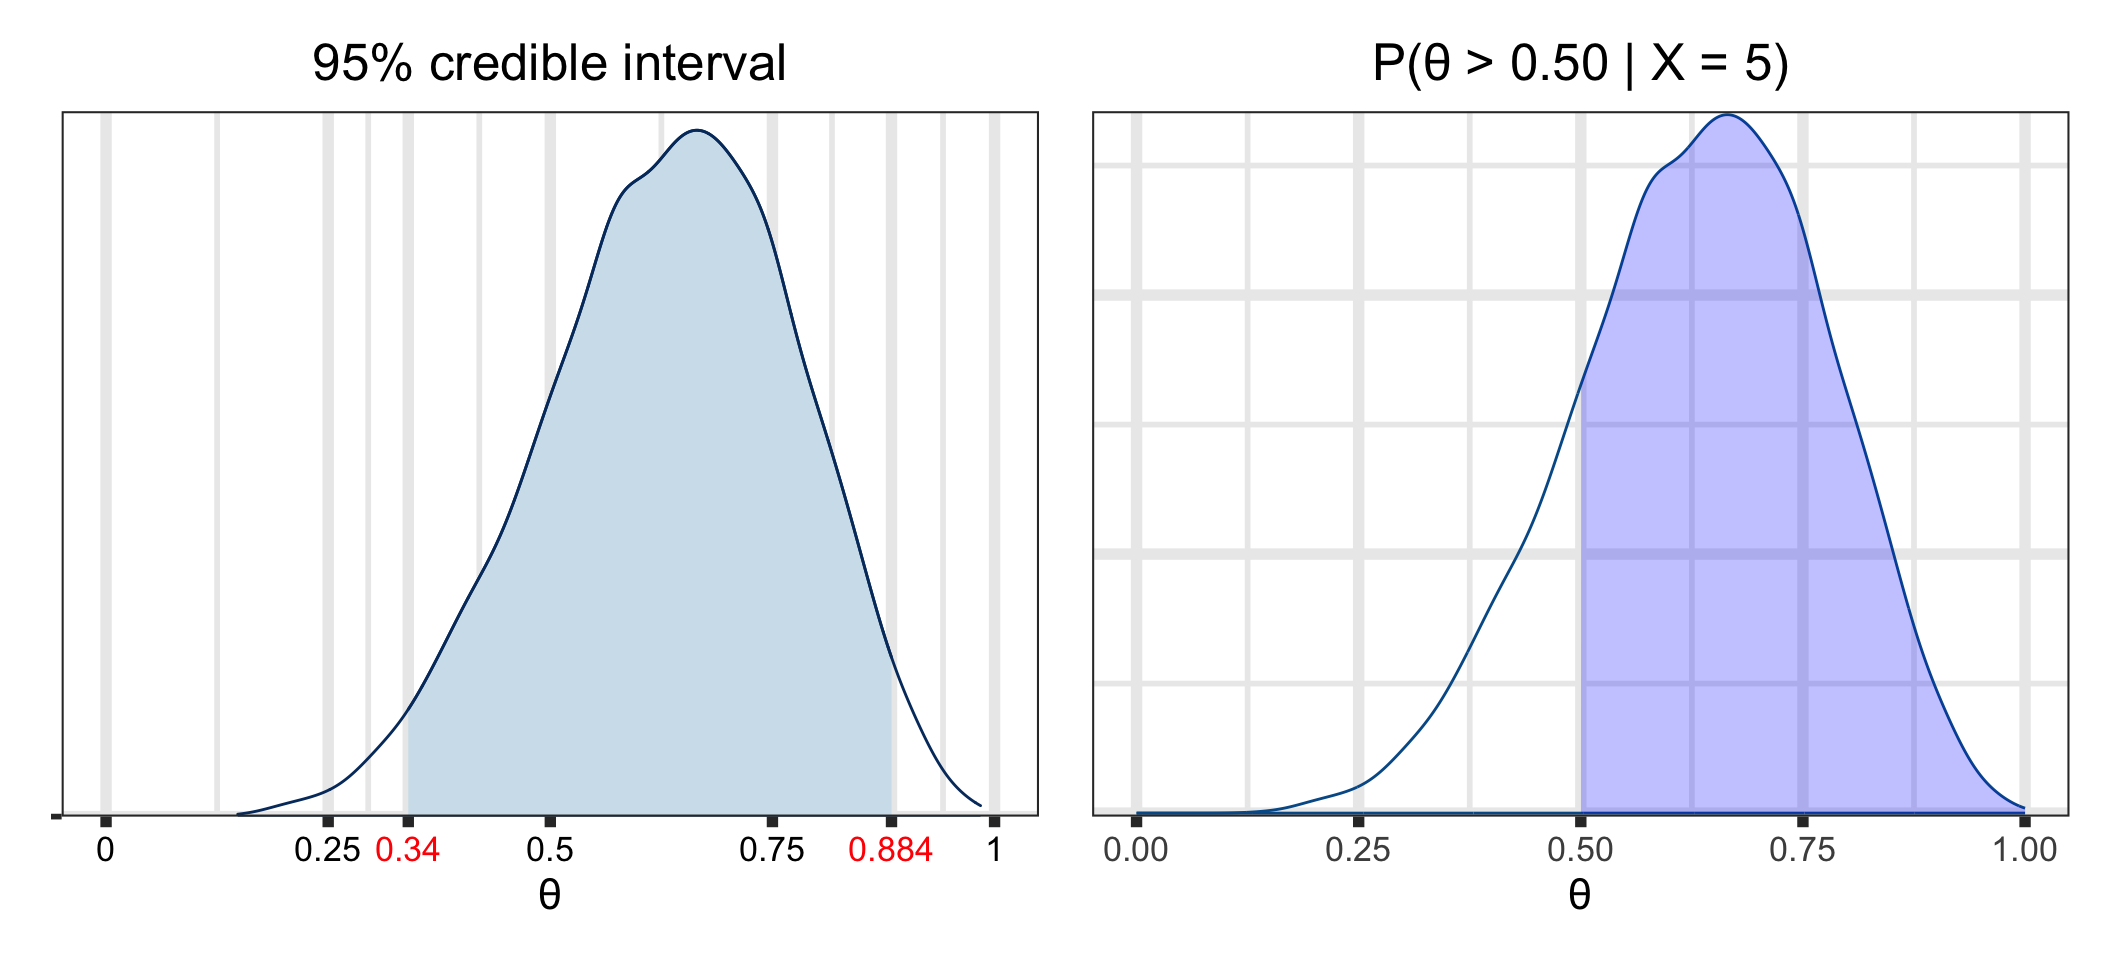 95% credible interval
0 0.25 0.34 0.5 0.75 0.884 1
θ
P(θ > 0.50 | X = 5)
0.00 0.25 0.50 0.75 1.00
θ